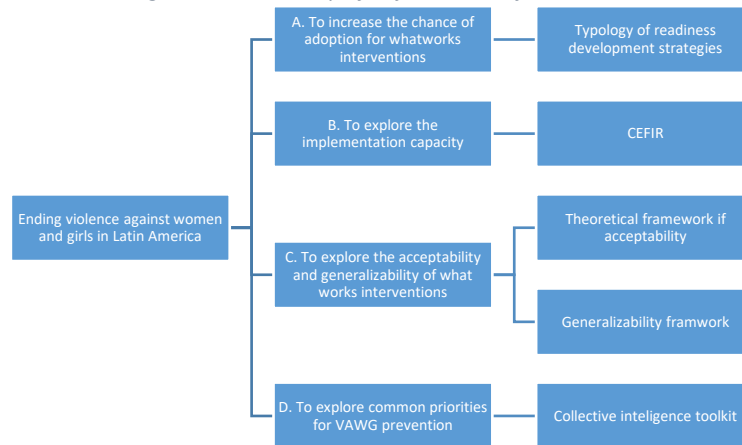 A. To increase the chance of
adoption for whatworks
interventions
Typology of readiness
development strategies
B. To explore the
implementation capacity
CEFIR
Ending violence against women
and girls in Latin America
C. To explore the acceptability
and generalizability of what
works interventions
Theoretical framework if
acceptability
Generalizability framwork
D. To explore common priorities
for VAWG prevention
Collective inteligence toolkit